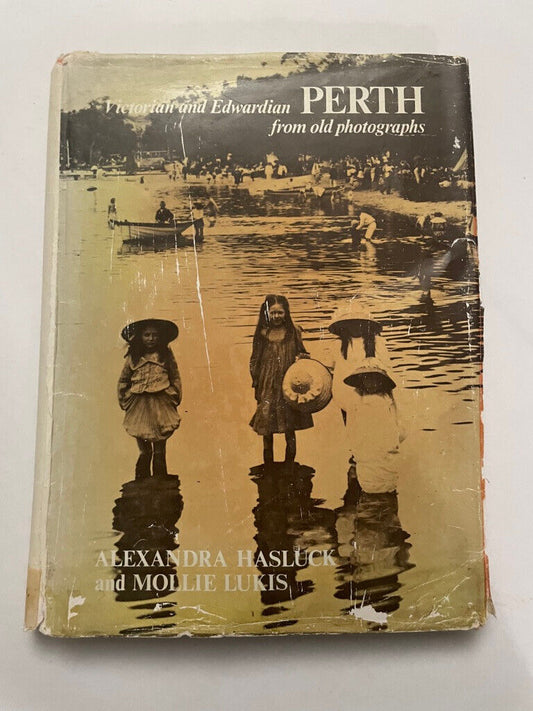 Victorian and Edwardian PERTH
from old photographs
ALEXANDRA HASLUCK
and MOLLIE LUKIS